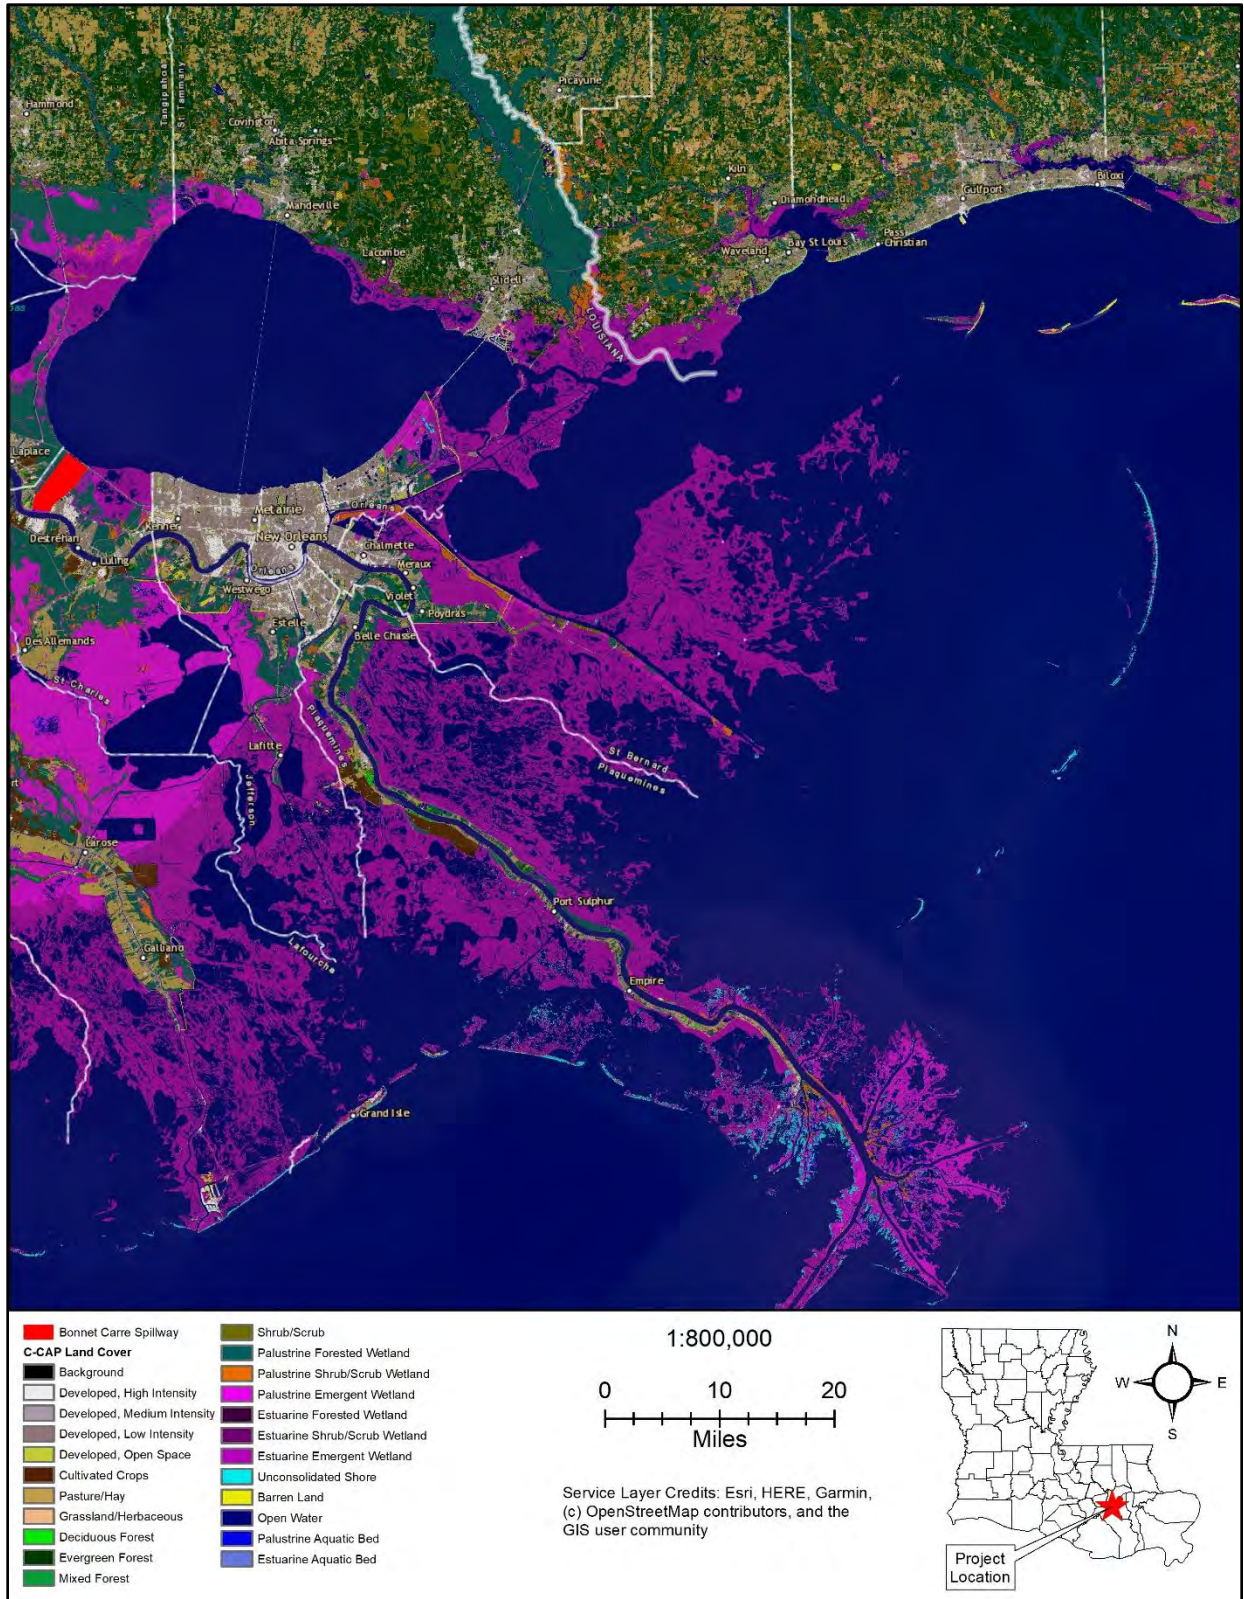 Tangipahoa
St Tammany
Picayune
Hammond
Covington
Abita Springs
Kiln
Biloxi
Gulfport
Diamondhead
Mandeville
Pass
Christian
Bay St Louis
Waveland
Lacombe
Slidell
LOUISIANA
Laplace
Orleans
Metairie
Kenner
New Orleans
Destrehan
Chalmette
Luling
Meraux
Orleans
Westwego
Violet
Poydras
Estelle
Belle Chasse
Des Allemands
St Charles
Plaquemines
Lafitte
St Bernard
Plaquemines
Jefferson
Larose
Port Sulphur
Lafourche
Galliano
Empire
Grand Isle
Bonnet Carre Spillway
C-CAP Land Cover
Background
Developed, High Intensity
Developed, Medium Intensity
Developed, Low Intensity
Developed, Open Space
Cultivated Crops
Pasture/Hay
Grassland/Herbaceous
Deciduous Forest
Evergreen Forest
Mixed Forest
Shrub/Scrub
Palustrine Forested Wetland
Palustrine Shrub/Scrub Wetland
Palustrine Emergent Wetland
Estuarine Forested Wetland
Estuarine Shrub/Scrub Wetland
Estuarine Emergent Wetland
Unconsolidated Shore
Barren Land
Open Water
Palustrine Aquatic Bed
Estuarine Aquatic Bed
1:800,000
0 10 20
Miles
Service Layer Credits: Esri, HERE, Garmin,
(c) OpenStreetMap contributors, and the
GIS user community
N
W E
S
Project
Location